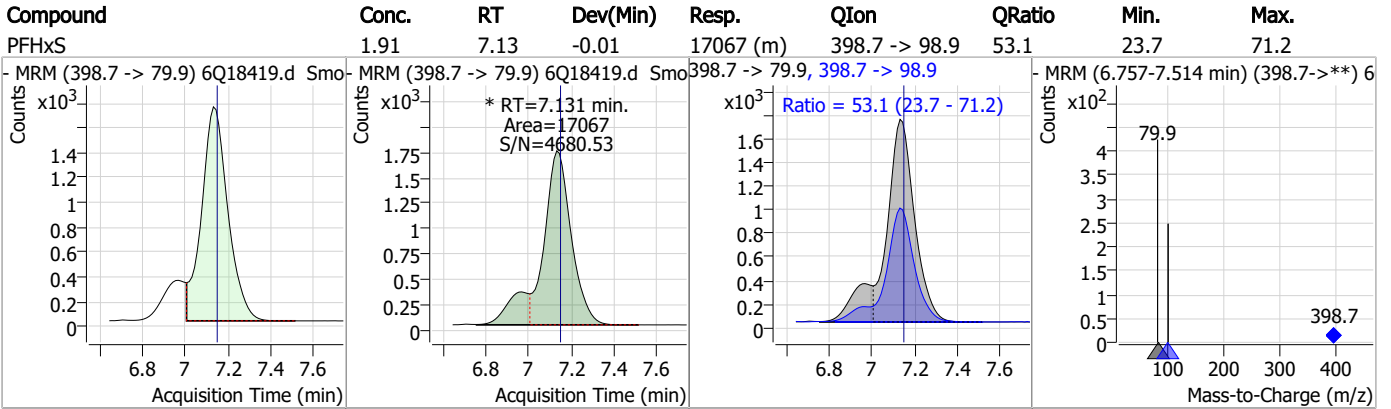 Compound Conc. RT Dev(Min) Resp. QIon QRatio Min. Max.
PFHxS 1.91 7.13 -0.01 17067 (m) 398.7 -> 98.9 53.1 23.7 71.2
- MRM (398.7 -> 79.9) 6Q18419.d Smo
Counts
x10³
1.4
1.2
1
0.8
0.6
0.4
0.2
0
6.8 7 7.2 7.4 7.6
Acquisition Time (min)
- MRM (398.7 -> 79.9) 6Q18419.d Smo
Counts
x10³
* RT=7.131 min.
Area=17067
S/N=4680.53
1.75
1.5
1.25
1
0.75
0.5
0.25
0
6.8 7 7.2 7.4 7.6
Acquisition Time (min)
398.7 -> 79.9, 398.7 -> 98.9
Counts
x10³
Ratio = 53.1 (23.7 - 71.2)
1.6
1.4
1.2
1
0.8
0.6
0.4
0.2
0
6.8 7 7.2 7.4 7.6
Acquisition Time (min)
- MRM (6.757-7.514 min) (398.7->**) 6
Counts
x10²
79.9
4
3.5
3
2.5
2
1.5
1
0.5
0
398.7
100 200 300 400
Mass-to-Charge (m/z)